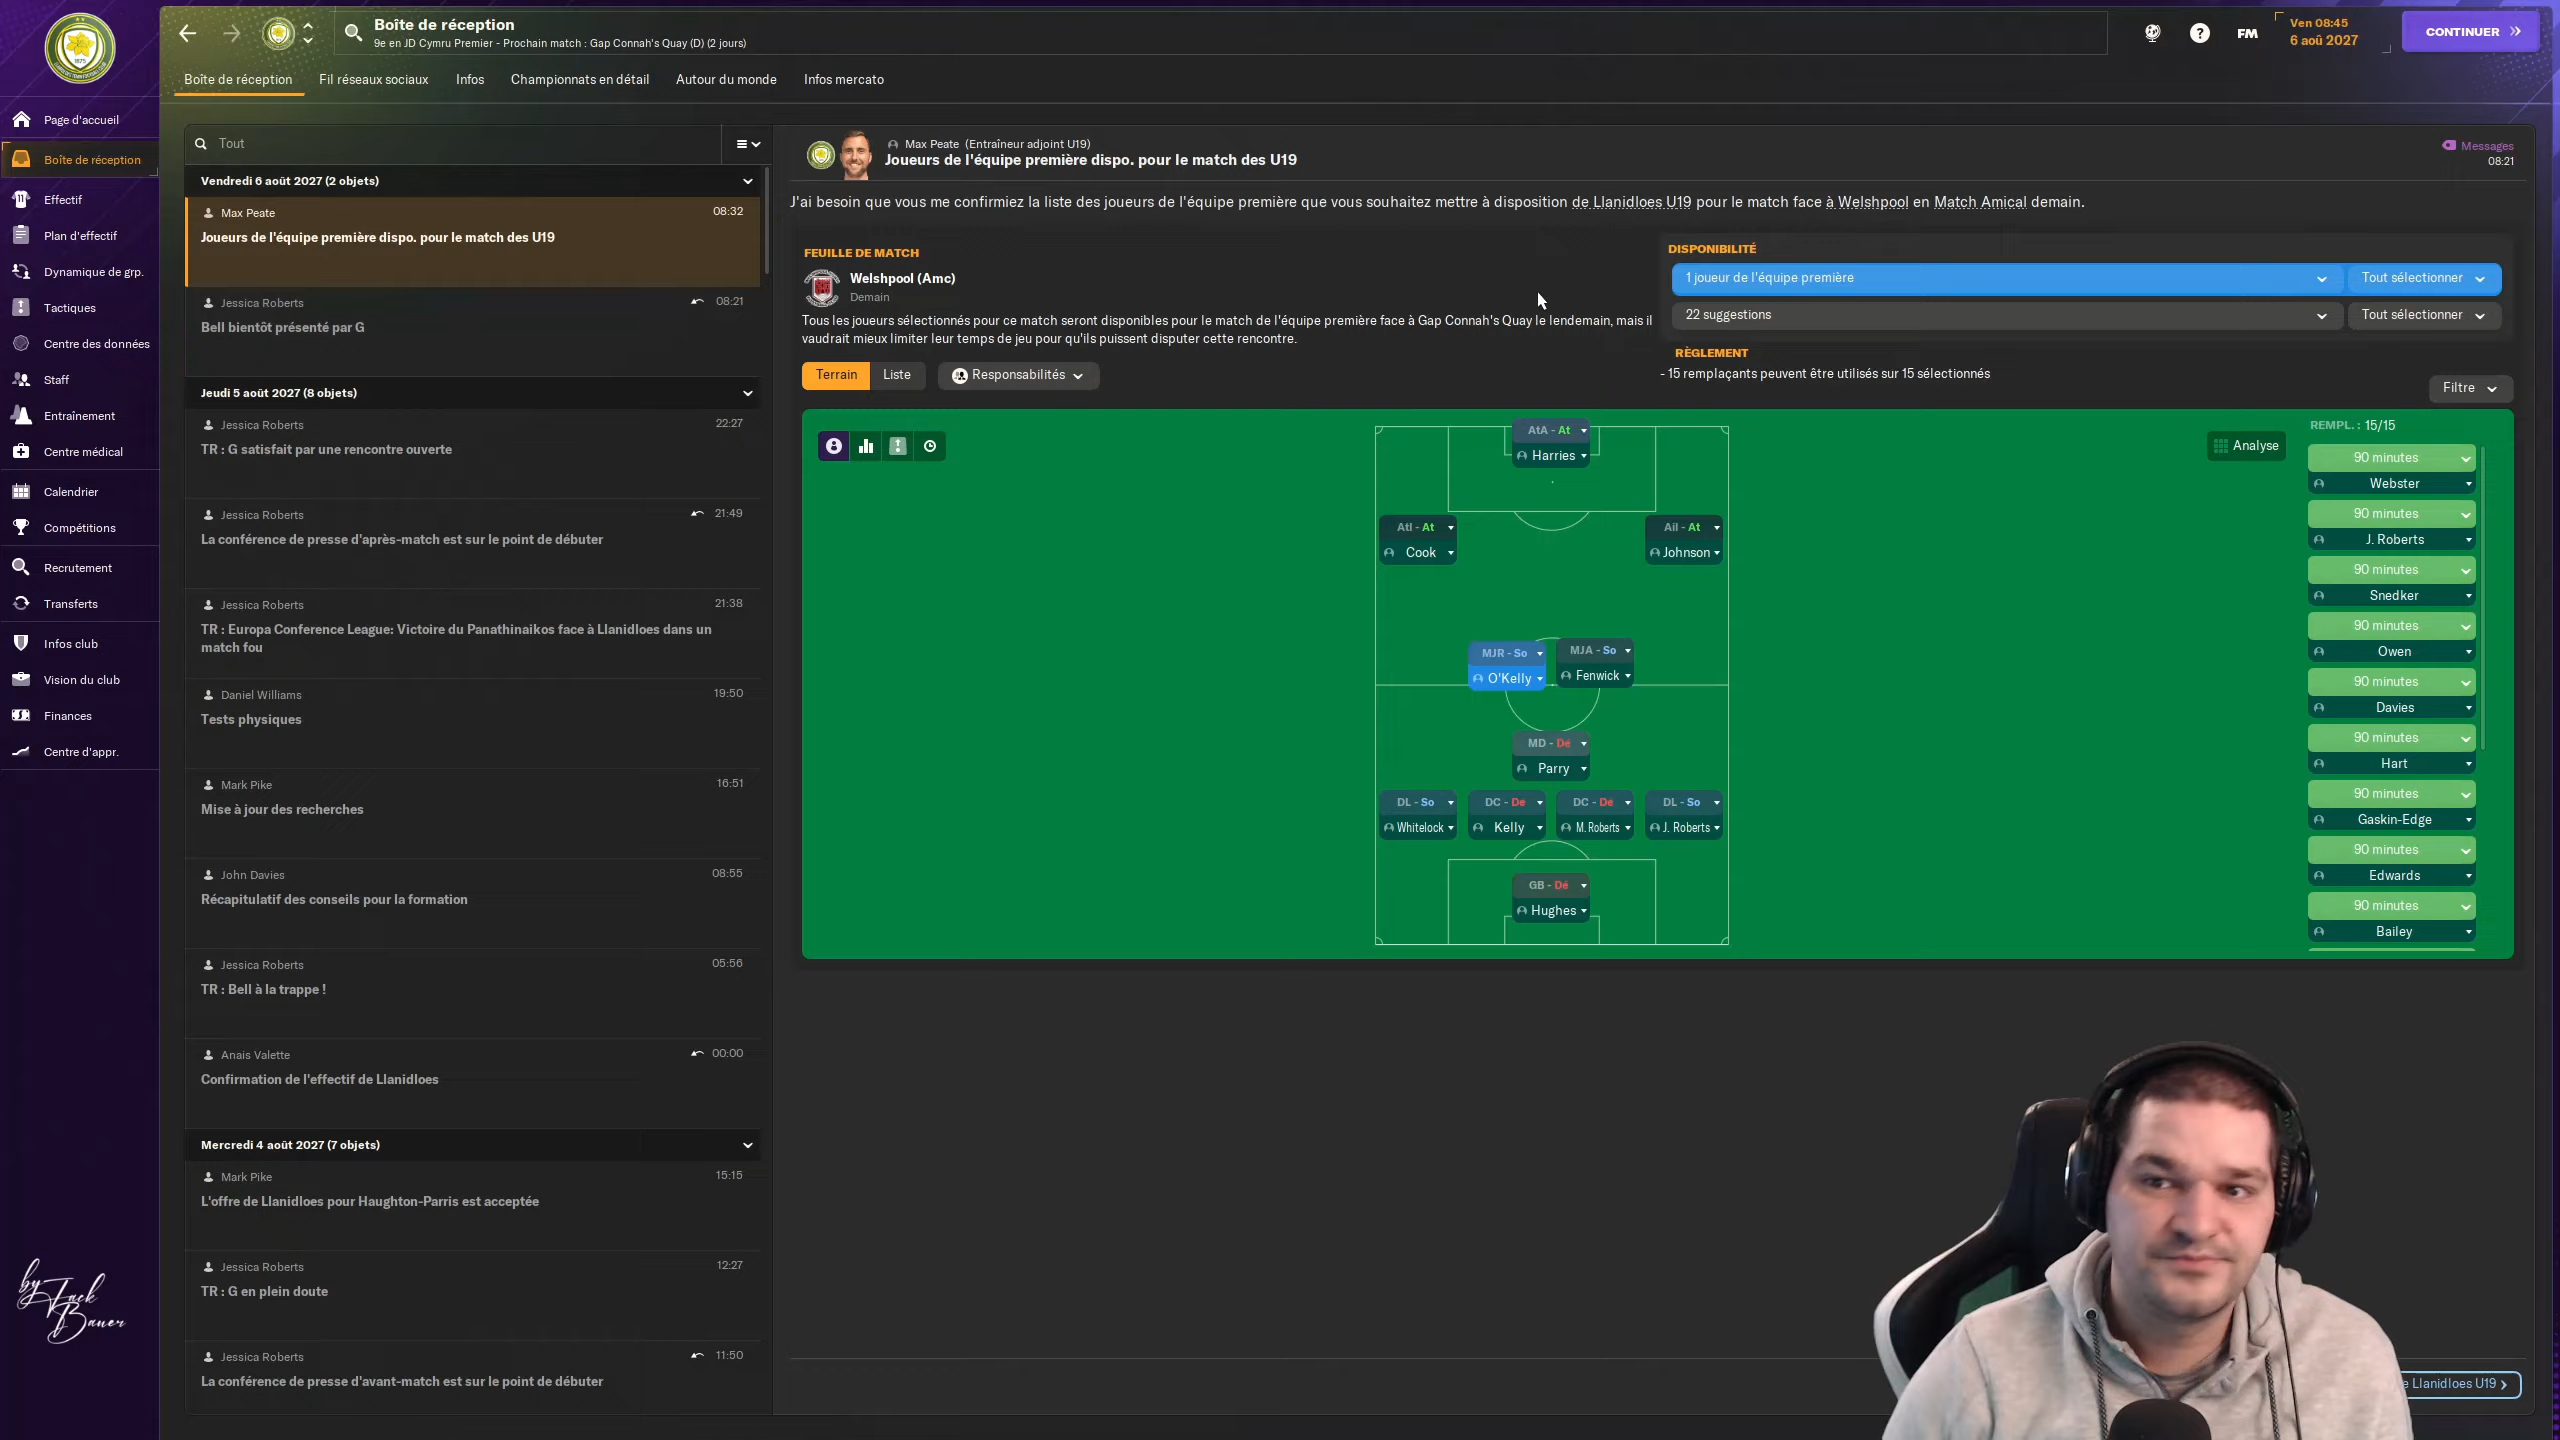 Boîte de réception
9e en JD Cymru Premier - Prochain match : Gap Connah's Quay (D) (2 jours)
FM
Ven 08:45
6 aoû 2027
CONTINUER
Boîte de réception
Fil réseaux sociaux
Infos
Championnats en détail
Autour du monde
Infos mercato
Page d'accueil
Boîte de réception
Effectif
Plan d'effectif
Dynamique de grp.
Tactiques
Centre des données
Staff
Entraînement
Centre médical
Calendrier
Compétitions
Recrutement
Transferts
Infos club
Vision du club
Finances
Centre d'appr.
by Jack Bauer
Tout
Vendredi 6 août 2027 (2 objets)
Max Peate 08:32
Joueurs de l'équipe première dispo. pour le match des U19
Jessica Roberts 08:21
Bell bientôt présenté par G
Jeudi 5 août 2027 (8 objets)
Jessica Roberts 22:27
TR : G satisfait par une rencontre ouverte
Jessica Roberts 21:49
La conférence de presse d'après-match est sur le point de débuter
Jessica Roberts 21:38
TR : Europa Conference League: Victoire du Panathinaikos face à Llanidloes dans un
match fou
Daniel Williams 19:50
Tests physiques
Mark Pike 16:51
Mise à jour des recherches
John Davies 08:55
Récapitulatif des conseils pour la formation
Jessica Roberts 05:56
TR : Bell à la trappe !
Anais Valette 00:00
Confirmation de l'effectif de Llanidloes
Mercredi 4 août 2027 (7 objets)
Mark Pike 15:15
L'offre de Llanidloes pour Haughton-Parris est acceptée
Jessica Roberts 12:27
TR : G en plein doute
Jessica Roberts 11:50
La conférence de presse d'avant-match est sur le point de débuter
Max Peate (Entraîneur adjoint U19)
Joueurs de l'équipe première dispo. pour le match des U19
Messages
08:21
J'ai besoin que vous me confirmiez la liste des joueurs de l'équipe première que vous souhaitez mettre à disposition de Llanidloes U19 pour le match face à Welshpool en Match Amical demain.
FEUILLE DE MATCH
Welshpool (Amc)
Demain
Tous les joueurs sélectionnés pour ce match seront disponibles pour le match de l'équipe première face à Gap Connah's Quay le lendemain, mais il
vaudrait mieux limiter leur temps de jeu pour qu'ils puissent disputer cette rencontre.
DISPONIBILITÉ
1 joueur de l'équipe première
Tout sélectionner
22 suggestions
Tout sélectionner
RÈGLEMENT
- 15 remplaçants peuvent être utilisés sur 15 sélectionnés
Terrain
Liste
Responsabilités
Filtre
Analyse
AtA - At
Harries
AtI - At
Cook
Ail - At
Johnson
MJR - So
O'Kelly
MJA - So
Fenwick
MD - Dé
Parry
DL - So
Whitelock
DC - Dé
Kelly
DC - Dé
M. Roberts
DL - So
J. Roberts
GB - Dé
Hughes
REMPL. : 15/15
90 minutes
Webster
90 minutes
J. Roberts
90 minutes
Snedker
90 minutes
Owen
90 minutes
Davies
90 minutes
Hart
90 minutes
Gaskin-Edge
90 minutes
Edwards
90 minutes
Bailey
e Llanidloes U19